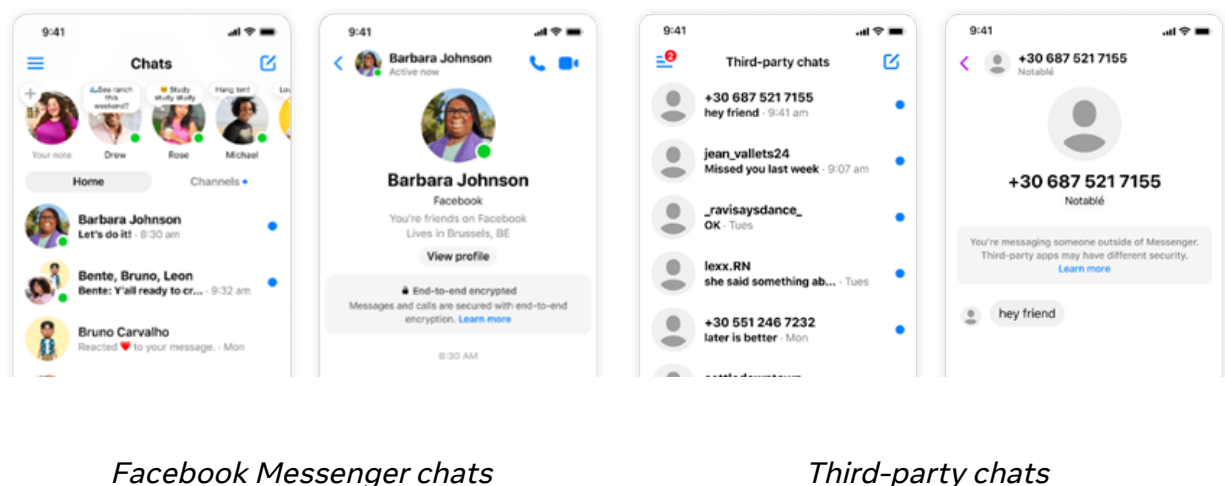 9:41
Chats
See ranch
this
weekend?
Study
study study
Hang ten!
Your note
Drew
Rose
Michael
Home
Channels
Barbara Johnson
Let's do it! · 8:30 am
Bente, Bruno, Leon
Bente: Y'all ready to cr... · 9:32 am
Bruno Carvalho
Reacted ❤️ to your message. · Mon
9:41
Barbara Johnson
Active now
Barbara Johnson
Facebook
You're friends on Facebook
Lives in Brussels, BE
View profile
End-to-end encrypted
Messages and calls are secured with end-to-end
encryption. Learn more
8:30 AM
9:41
2
Third-party chats
+30 687 521 7155
hey friend · 9:41 am
jean_vallets24
Missed you last week · 9:07 am
_ravisaysdance_
OK · Tues
lexx.RN
she said something ab... · Tues
+30 551 246 7232
later is better · Mon
9:41
+30 687 521 7155
Notablé
+30 687 521 7155
Notablé
You're messaging someone outside of Messenger.
Third-party apps may have different security.
Learn more
hey friend
Facebook Messenger chats
Third-party chats